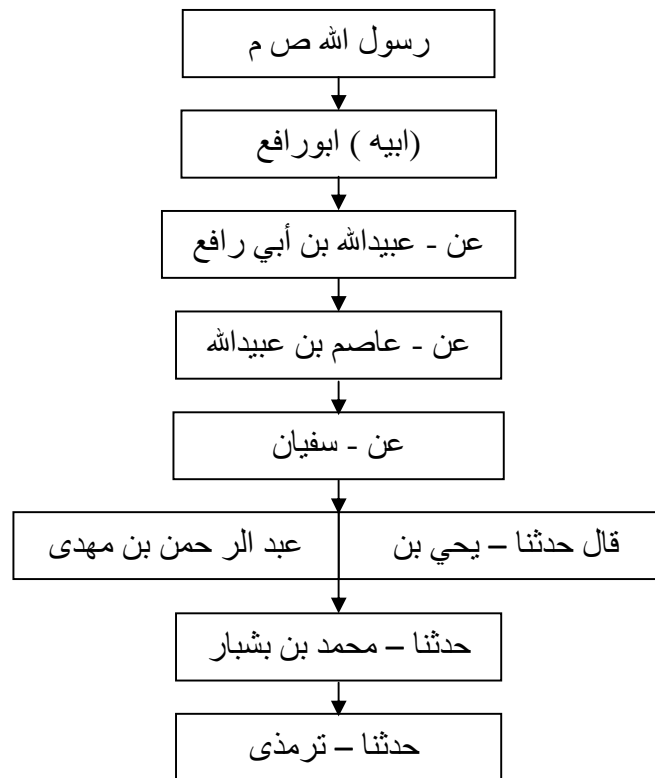 رسول الله ص م
(ابيه ) ابورافع
عن - عبيدالله بن أبي رافع
عن - عاصم بن عبيدالله
عن - سفيان
قال حدثنا – يحي بن
عبد الر حمن بن مهدى
حدثنا – محمد بن بشبار
حدثنا – ترمذى